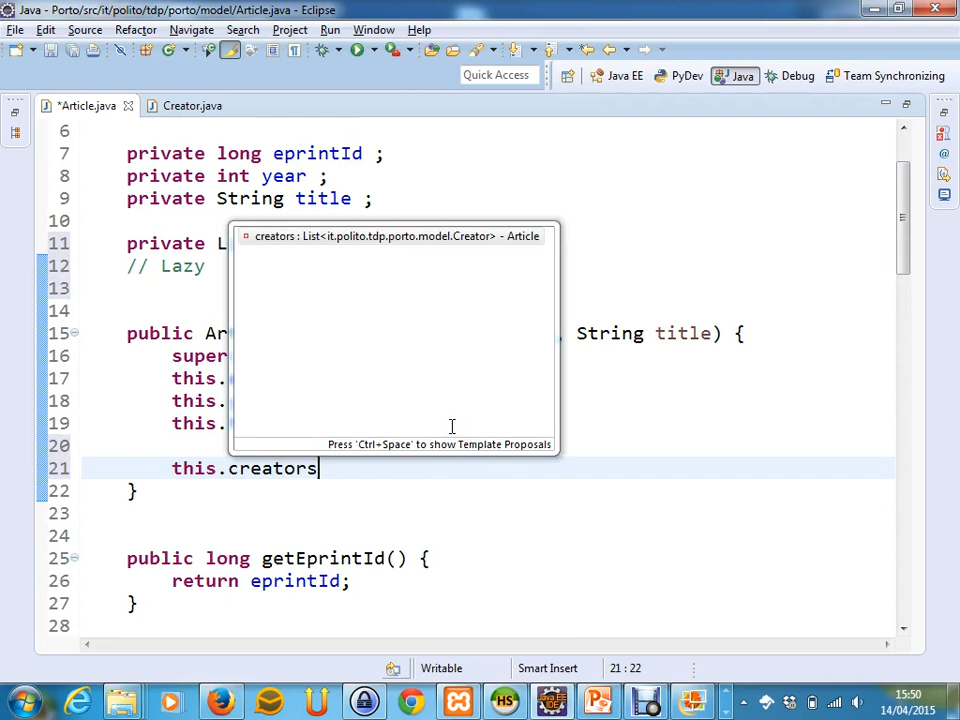 Java - Porto/src/it/polito/tdp/porto/model/Article.java - Eclipse
File Edit Source Refactor Navigate Search Project Run Window Help
Quick Access Java EE PyDev Java Debug Team Synchronizing
*Article.java Creator.java
6
7 private long eprintId ;
8 private int year ;
9 private String title ;
10
11 private L
12 // Lazy
13
14
15 public Ar , String title) {
16 super
17 this.
18 this.
19 this.
20
21 this.creators
22 }
23
24
25 public long getEprintId() {
26 return eprintId;
27 }
28
creators : List<it.polito.tdp.porto.model.Creator> - Article
Press 'Ctrl+Space' to show Template Proposals
Writable Smart Insert 21 : 22
15:50
14/04/2015